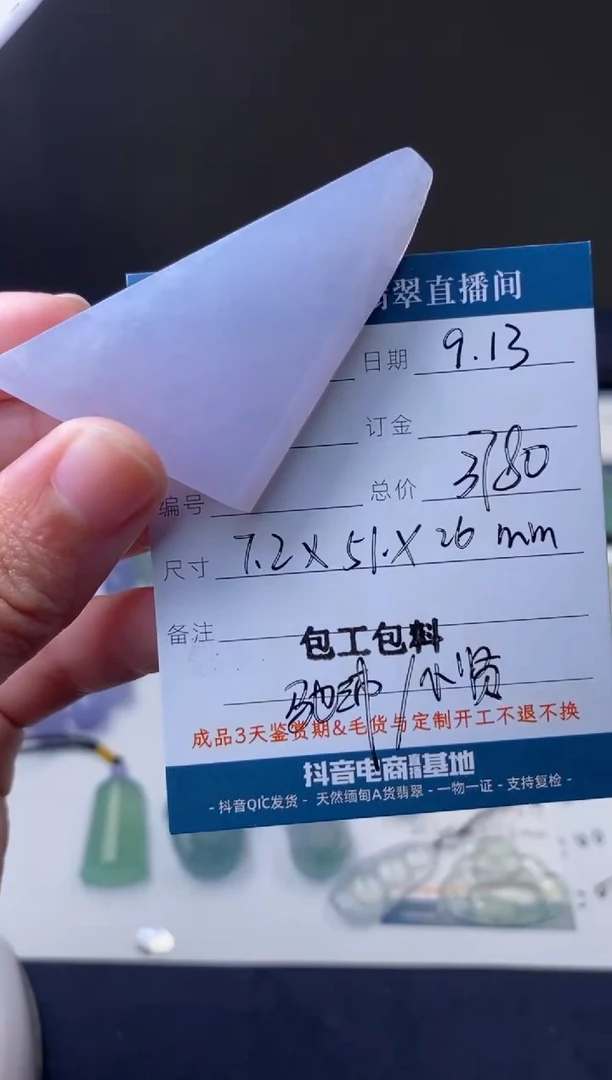 翡翠直播间
日期 9.13
订金
总价 3780
编号
尺寸 7.2×51×26 mm
备注
包工包料
/小贤
成品3天鉴赏期&毛货与定制开工不退不换
抖音电商基地
- 抖音QIC发货 - 天然缅甸A货翡翠 - 一物一证 - 支持复检 -